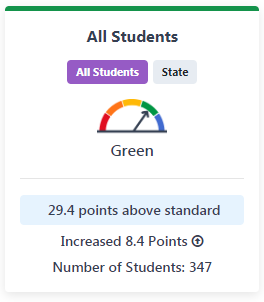 All Students
All Students State
Green
29.4 points above standard
Increased 8.4 Points
Number of Students: 347